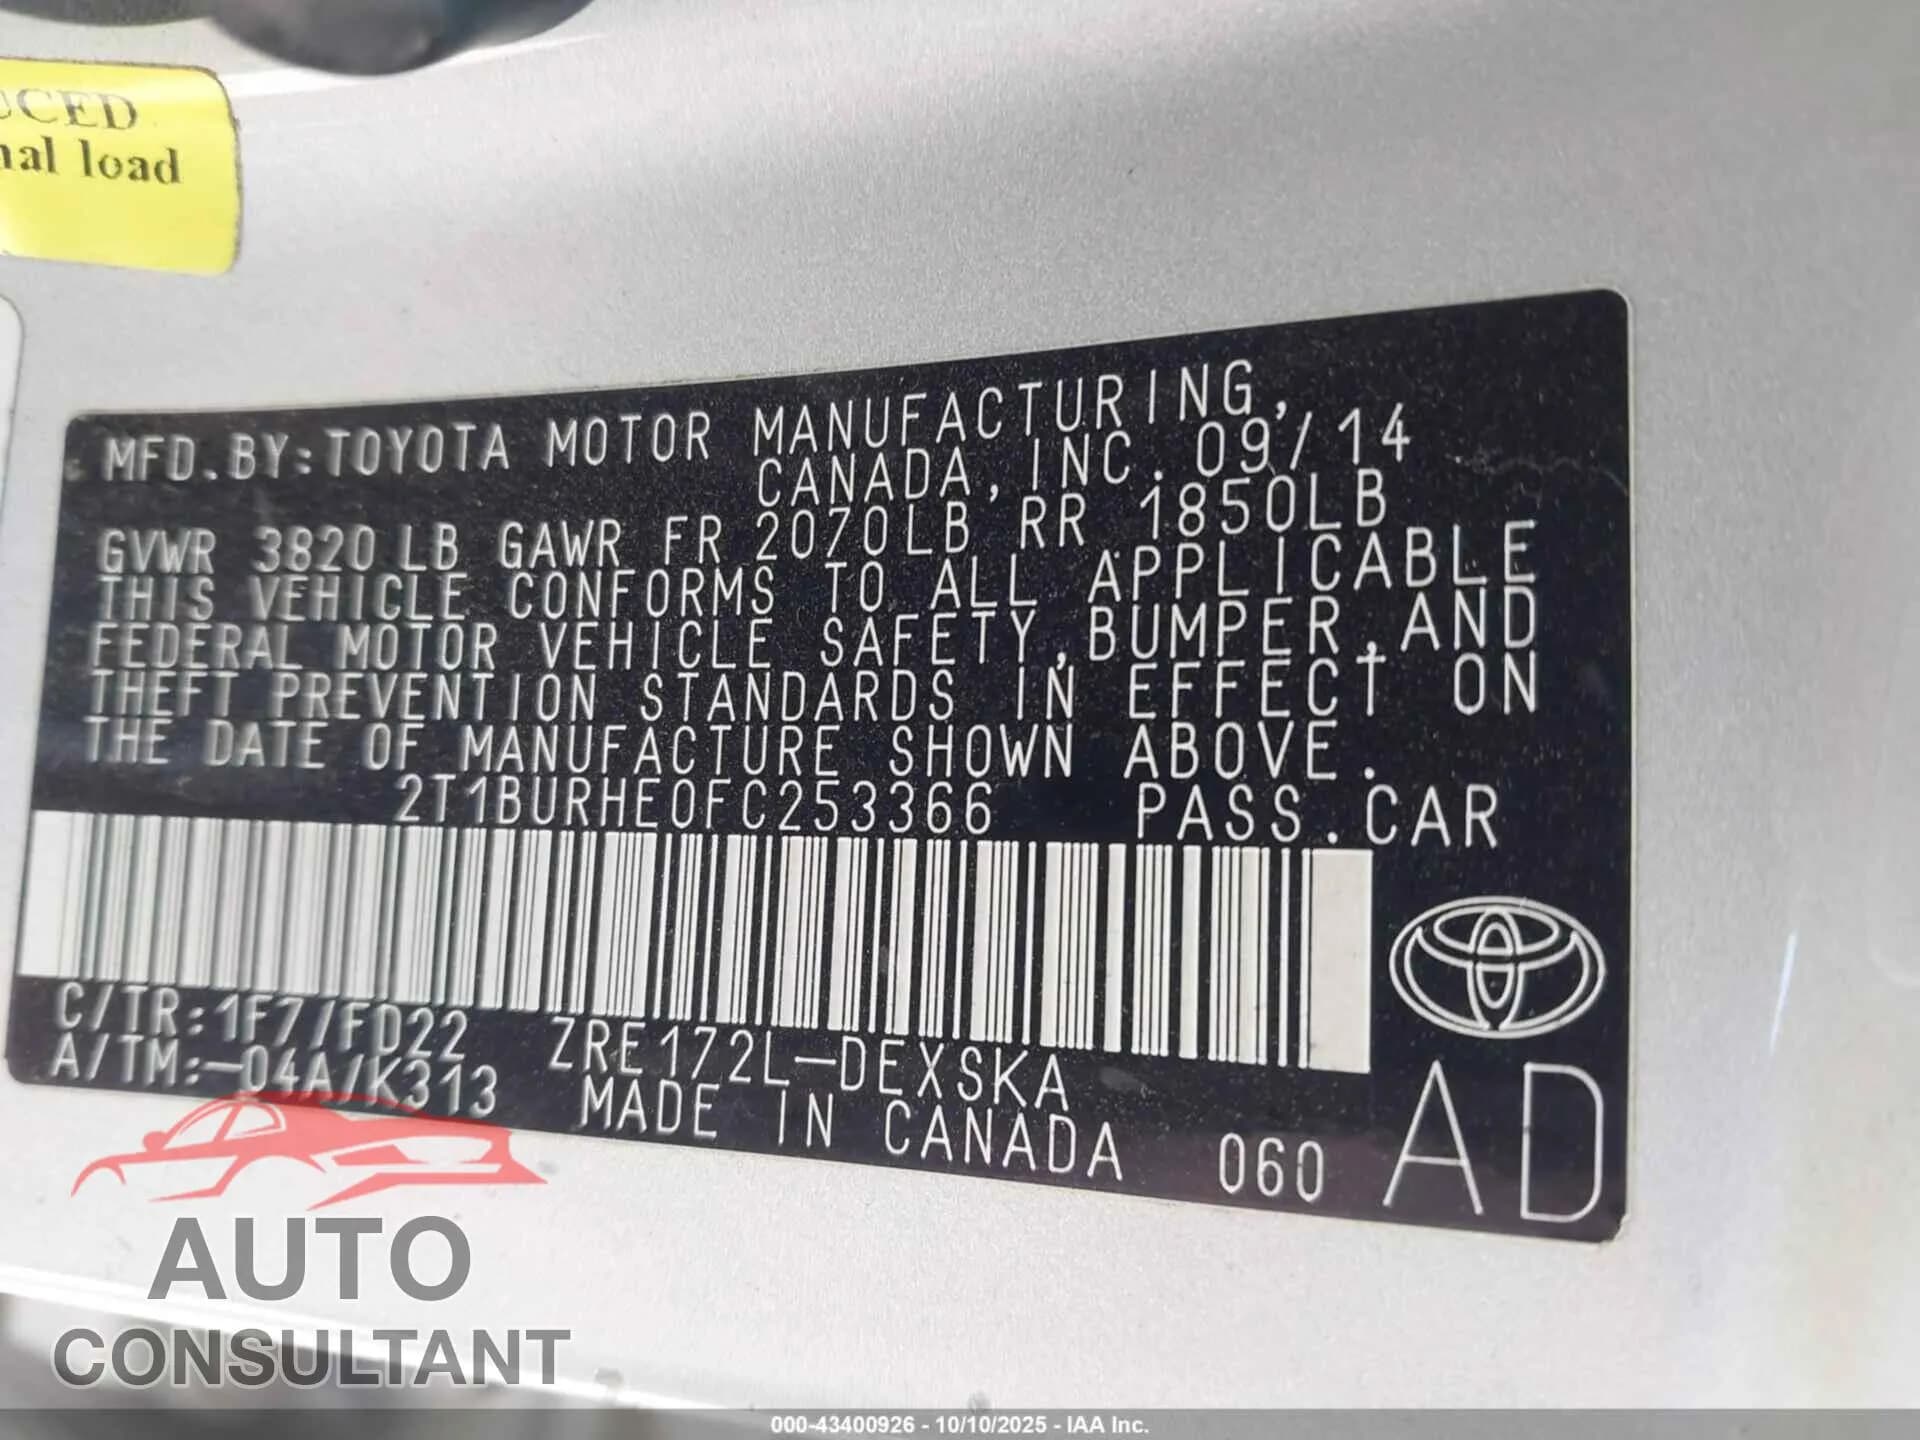 UCED
nal load
MFD.BY:TOYOTA MOTOR MANUFACTURING,
CANADA, INC. 09/14
GVWR 3820 LB GAWR FR 2070LB RR 1850LB
THIS VEHICLE CONFORMS TO ALL APPLICABLE
FEDERAL MOTOR VEHICLE SAFETY, BUMPER, AND
THEFT PREVENTION STANDARDS IN EFFECT ON
THE DATE OF MANUFACTURE SHOWN ABOVE.
2T1BURHE0FC253366 PASS.CAR
C/TR:1F7/FD22 ZRE172L-DEXSKA
A/TM:-04A/K313 MADE IN CANADA 060 AD
AUTO
CONSULTANT
000-43400926 - 10/10/2025 - IAA Inc.